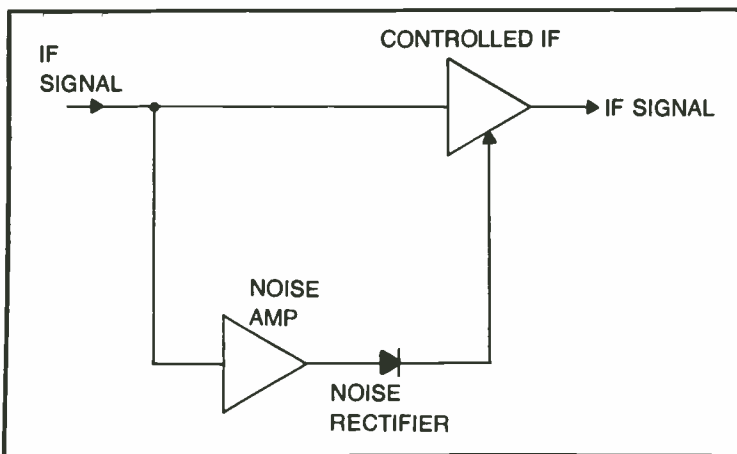 IF
SIGNAL
CONTROLLED IF
IF SIGNAL
NOISE
AMP
NOISE
RECTIFIER